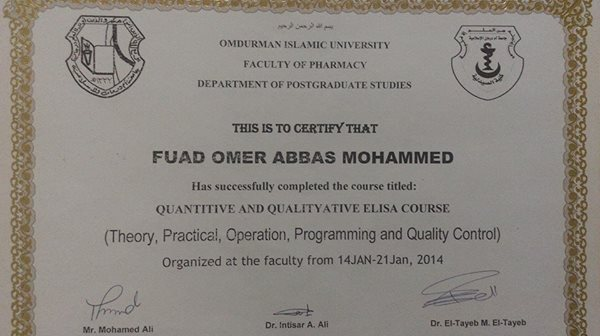 بسم الله الرحمن الرحيم
OMDURMAN ISLAMIC UNIVERSITY
FACULTY OF PHARMACY
DEPARTMENT OF POSTGRADUATE STUDIES
THIS IS TO CERTIFY THAT
FUAD OMER ABBAS MOHAMMED
Has successfully completed the course titled:
QUANTITIVE AND QUALITYATIVE ELISA COURSE
(Theory, Practical, Operation, Programming and Quality Control)
Organized at the faculty from 14JAN-21Jan, 2014
Mr. Mohamed Ali
Dr. Intisar A. Ali
Dr. El-Tayeb M. El-Tayeb